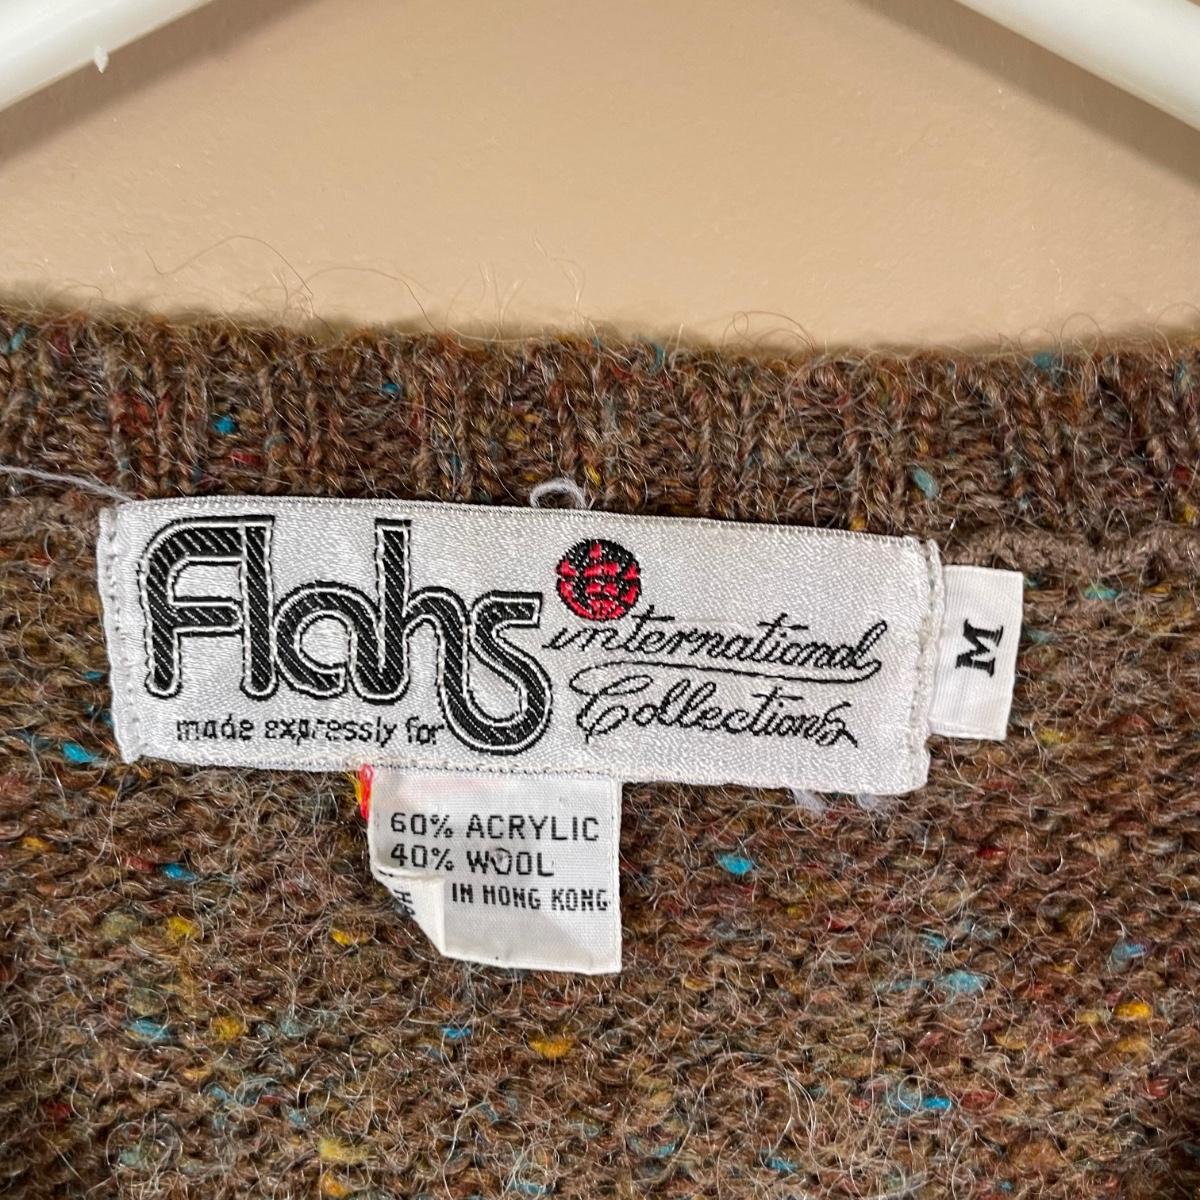 Flahs
international
Collections
made expressly for
M
60% ACRYLIC
40% WOOL
IN HONG KONG